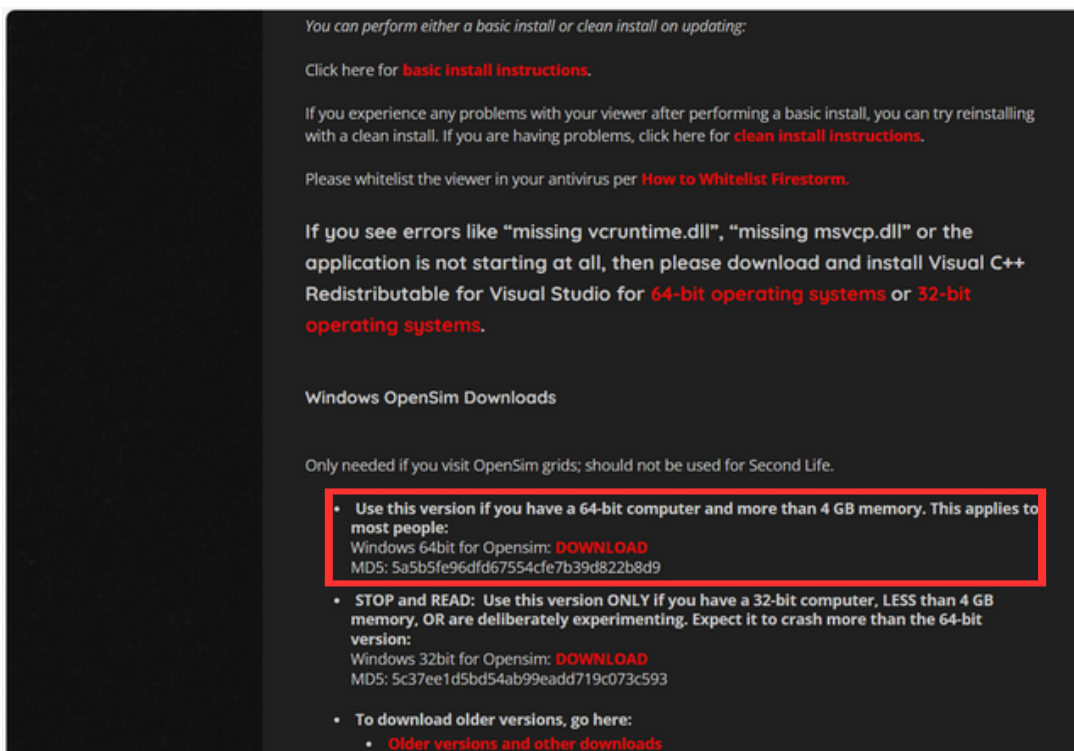 You can perform either a basic install or clean install on updating:
Click here for basic install instructions.
If you experience any problems with your viewer after performing a basic install, you can try reinstalling
with a clean install. If you are having problems, click here for clean install instructions.
Please whitelist the viewer in your antivirus per How to Whitelist Firestorm.
If you see errors like “missing vcruntime.dll”, “missing msvcp.dll” or the
application is not starting at all, then please download and install Visual C++
Redistributable for Visual Studio for 64-bit operating systems or 32-bit
operating systems.
Windows OpenSim Downloads
Only needed if you visit OpenSim grids; should not be used for Second Life.
• Use this version if you have a 64-bit computer and more than 4 GB memory. This applies to
most people:
Windows 64bit for Opensim: DOWNLOAD
MD5: 5a5b5fe96dfd67554cfe7b39d822b8d9
• STOP and READ: Use this version ONLY if you have a 32-bit computer, LESS than 4 GB
memory, OR are deliberately experimenting. Expect it to crash more than the 64-bit
version:
Windows 32bit for Opensim: DOWNLOAD
MD5: 5c37ee1d5bd54ab99eadd719c073c593
• To download older versions, go here:
• Older versions and other downloads